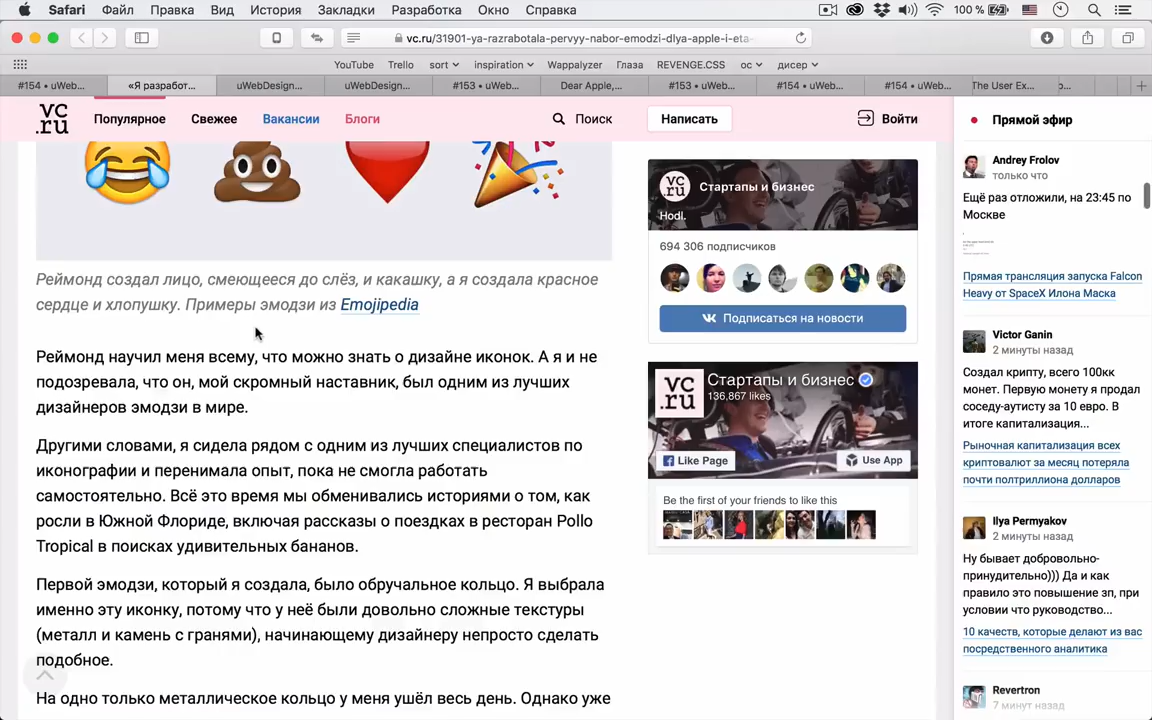 Safari Файл Правка Вид История Закладки Разработка Окно Справка 100 %
vc.ru/31901-ya-razrabotala-pervyy-nabor-emodzi-dlya-apple-i-eta-
YouTube Trello sort inspiration Wappalyzer Глаза REVENGE.CSS ос дисер
#154 • uWeb... «Я разработ... uWebDesign... uWebDesign... #153 • uWeb... Dear Apple,... #153 • uWeb... #154 • uWeb... #154 • uWeb... The User Ex...
vc.ru Популярное Свежее Вакансии Блоги Поиск Написать Войти
Реймонд создал лицо, смеющееся до слёз, и какашку, а я создала красное
сердце и хлопушку. Примеры эмодзи из Emojipedia
Реймонд научил меня всему, что можно знать о дизайне иконок. А я и не
подозревала, что он, мой скромный наставник, был одним из лучших
дизайнеров эмодзи в мире.
Другими словами, я сидела рядом с одним из лучших специалистов по
иконографии и перенимала опыт, пока не смогла работать
самостоятельно. Всё это время мы обменивались историями о том, как
росли в Южной Флориде, включая рассказы о поездках в ресторан Pollo
Tropical в поисках удивительных бананов.
Первой эмодзи, который я создала, было обручальное кольцо. Я выбрала
именно эту иконку, потому что у неё были довольно сложные текстуры
(металл и камень с гранями), начинающему дизайнеру непросто сделать
подобное.
На одно только металлическое кольцо у меня ушёл весь день. Однако уже
vc.ru
Стартапы и бизнес
Hodl.
694 306 подписчиков
Подписаться на новости
vc.ru
Стартапы и бизнес
136,867 likes
Like Page Use App
Be the first of your friends to like this
Прямой эфир
Andrey Frolov
только что
Ещё раз отложили, на 23:45 по
Москве
Прямая трансляция запуска Falcon
Heavy от SpaceX Илона Маска
Victor Ganin
2 минуты назад
Создал крипту, всего 100кк
монет. Первую монету я продал
соседу-аутисту за 10 евро. В
итоге капитализация...
Рыночная капитализация всех
криптовалют за месяц потеряла
почти полтриллиона долларов
Ilya Permyakov
2 минуты назад
Ну бывает добровольно-
принудительно))) Да и как
правило это повышение зп, при
условии что руководство...
10 качеств, которые делают из вас
посредственного аналитика
Revertron
7 минут назад